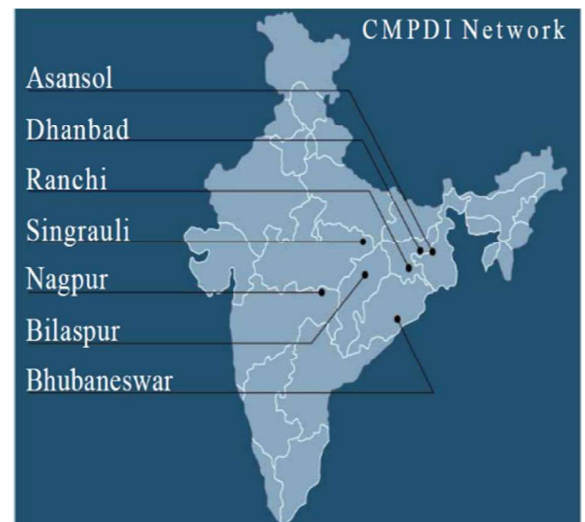 CMPDI Network
Asansol
Dhanbad
Ranchi
Singrauli
Nagpur
Bilaspur
Bhubaneswar